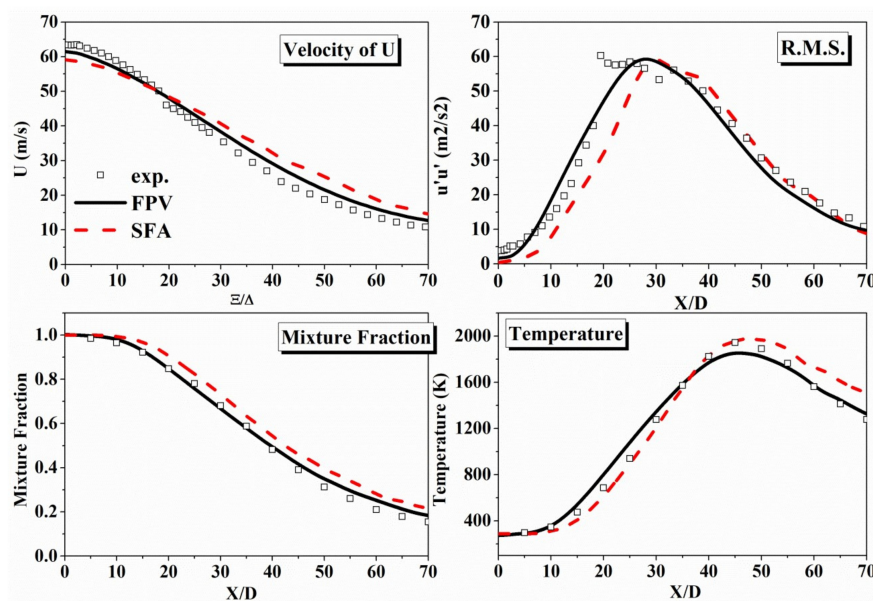 70
60
50
40
30
20
10
0
U (m/s)
Velocity of U
exp.
FPV
SFA
0 10 20 30 40 50 60 70
Ξ/Δ
70
60
50
40
30
20
10
0
u'u' (m2/s2)
R.M.S.
0 10 20 30 40 50 60 70
X/D
1.0
0.8
0.6
0.4
0.2
0.0
Mixture Fraction
Mixture Fraction
0 10 20 30 40 50 60 70
X/D
2000
1600
1200
800
400
Temperature (K)
Temperature
0 10 20 30 40 50 60 70
X/D